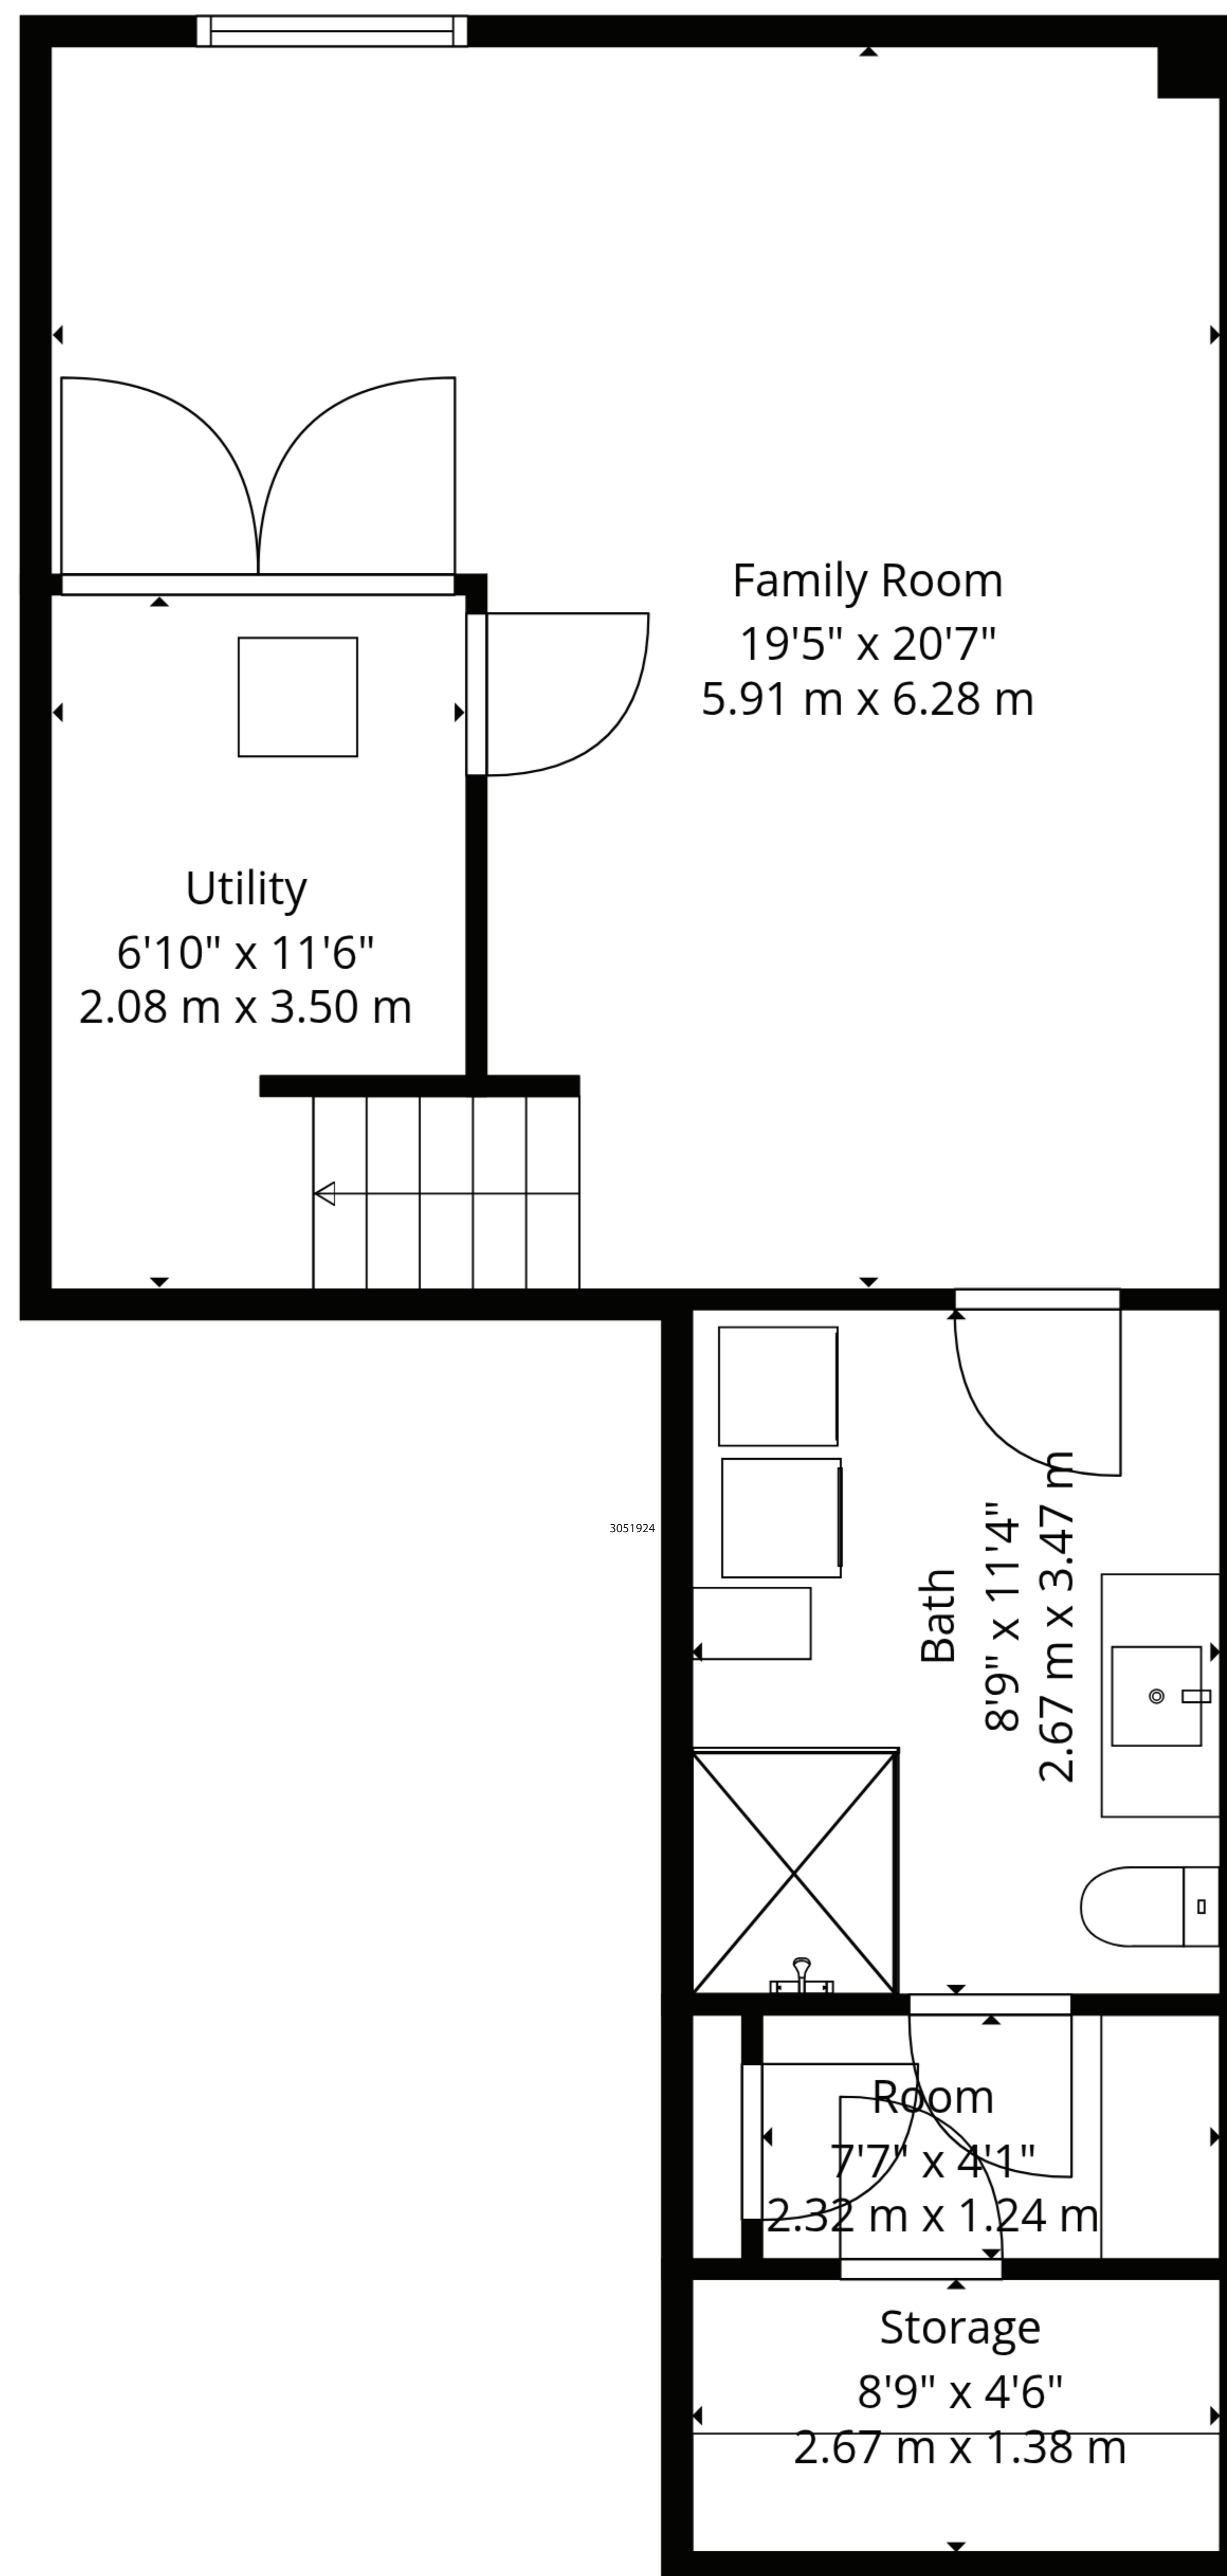 Family Room
19'5" x 20'7"
5.91 m x 6.28 m
Utility
6'10" x 11'6"
2.08 m x 3.50 m
3051924
Bath
8'9" x 11'4"
2.67 m x 3.47 m
Room
7'7" x 4'1"
2.32 m x 1.24 m
Storage
8'9" x 4'6"
2.67 m x 1.38 m